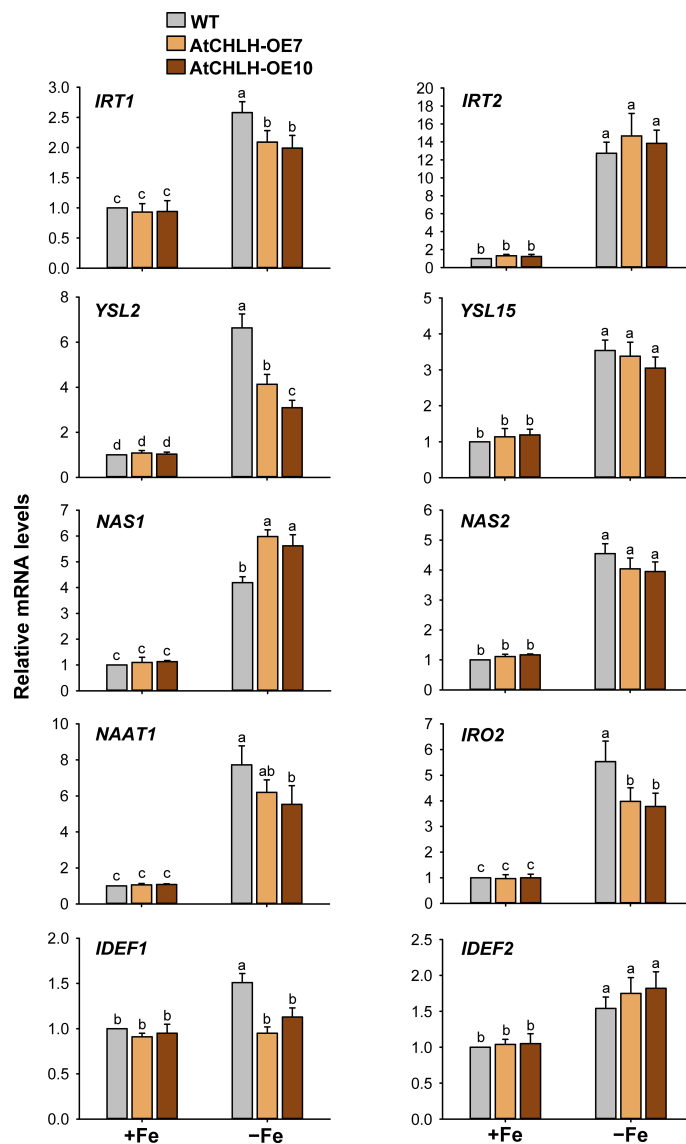 WT
AtCHLH-OE7
AtCHLH-OE10
Relative mRNA levels
IRT1
3.0
2.5
2.0
1.5
1.0
0.5
0.0
c c c
a b b
IRT2
20
18
16
14
12
10
8
6
4
2
0
b b b
a a a
YSL2
8
6
4
2
0
d d d
a b c
YSL15
5
4
3
2
1
0
b b b
a a a
NAS1
7
6
5
4
3
2
1
0
c c c
b a a
NAS2
6
5
4
3
2
1
0
b b b
a a a
NAAT1
10
8
6
4
2
0
c c c
a ab b
IRO2
7
6
5
4
3
2
1
0
c c c
a b b
IDEF1
2.0
1.5
1.0
0.5
0.0
b b b
a b b
+Fe −Fe
IDEF2
2.5
2.0
1.5
1.0
0.5
0.0
b b b
a a a
+Fe −Fe